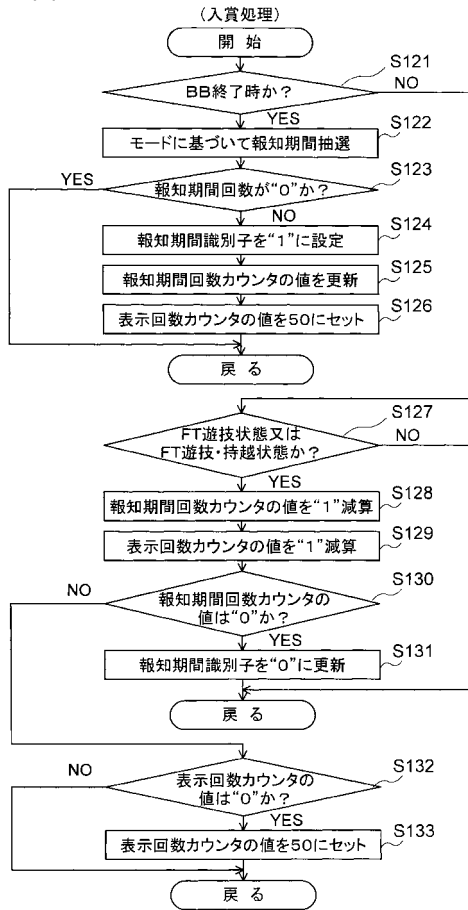 (入賞処理)
開 始
S121
BB終了時か?
NO
YES
S122
モードに基づいて報知期間抽選
S123
YES
報知期間回数が“0”か?
NO
S124
報知期間識別子を“1”に設定
S125
報知期間回数カウンタの値を更新
S126
表示回数カウンタの値を50にセット
戻 る
S127
FT遊技状態又は
FT遊技・持越状態か?
NO
YES
S128
報知期間回数カウンタの値を“1”減算
S129
表示回数カウンタの値を“1”減算
S130
NO
報知期間回数カウンタの
値は“0”か?
YES
S131
報知期間識別子を“0”に更新
戻 る
S132
NO
表示回数カウンタの
値は“0”か?
YES
S133
表示回数カウンタの値を50にセット
戻 る